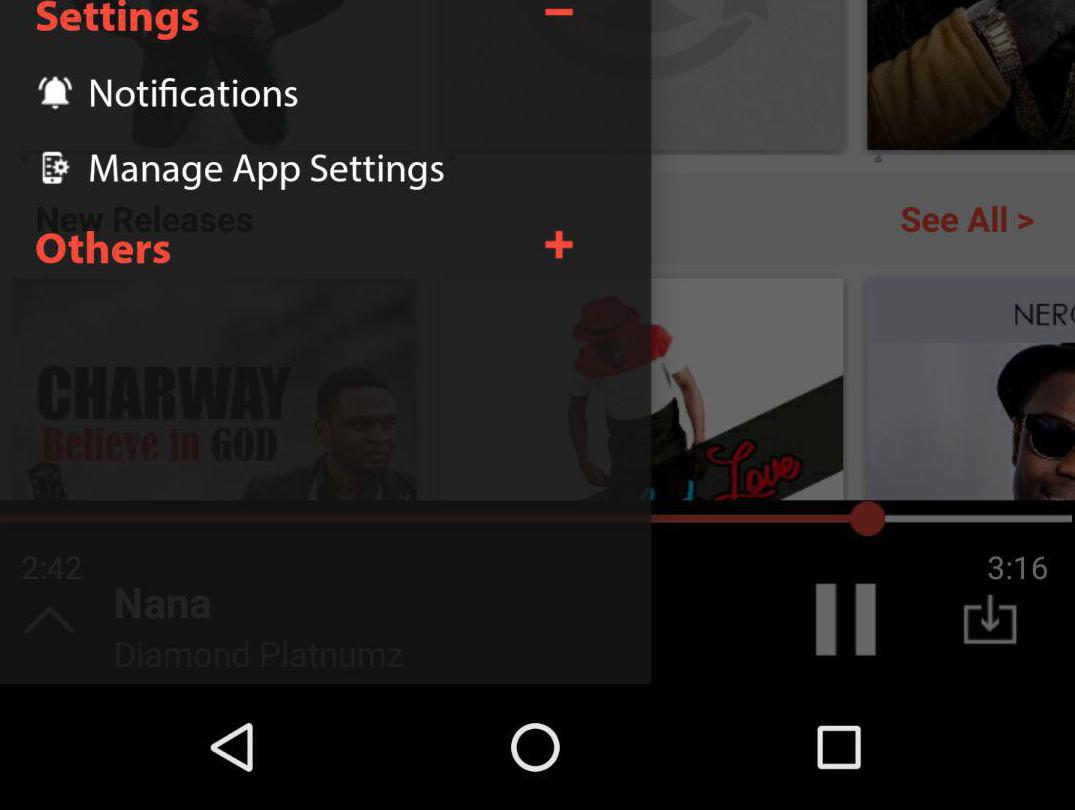 Settings −
Notifications
Manage App Settings
New Releases
See All >
Others +
NERO
CHARWAY
Believe in GOD
Love
2:42
3:16
Nana
Diamond Platnumz